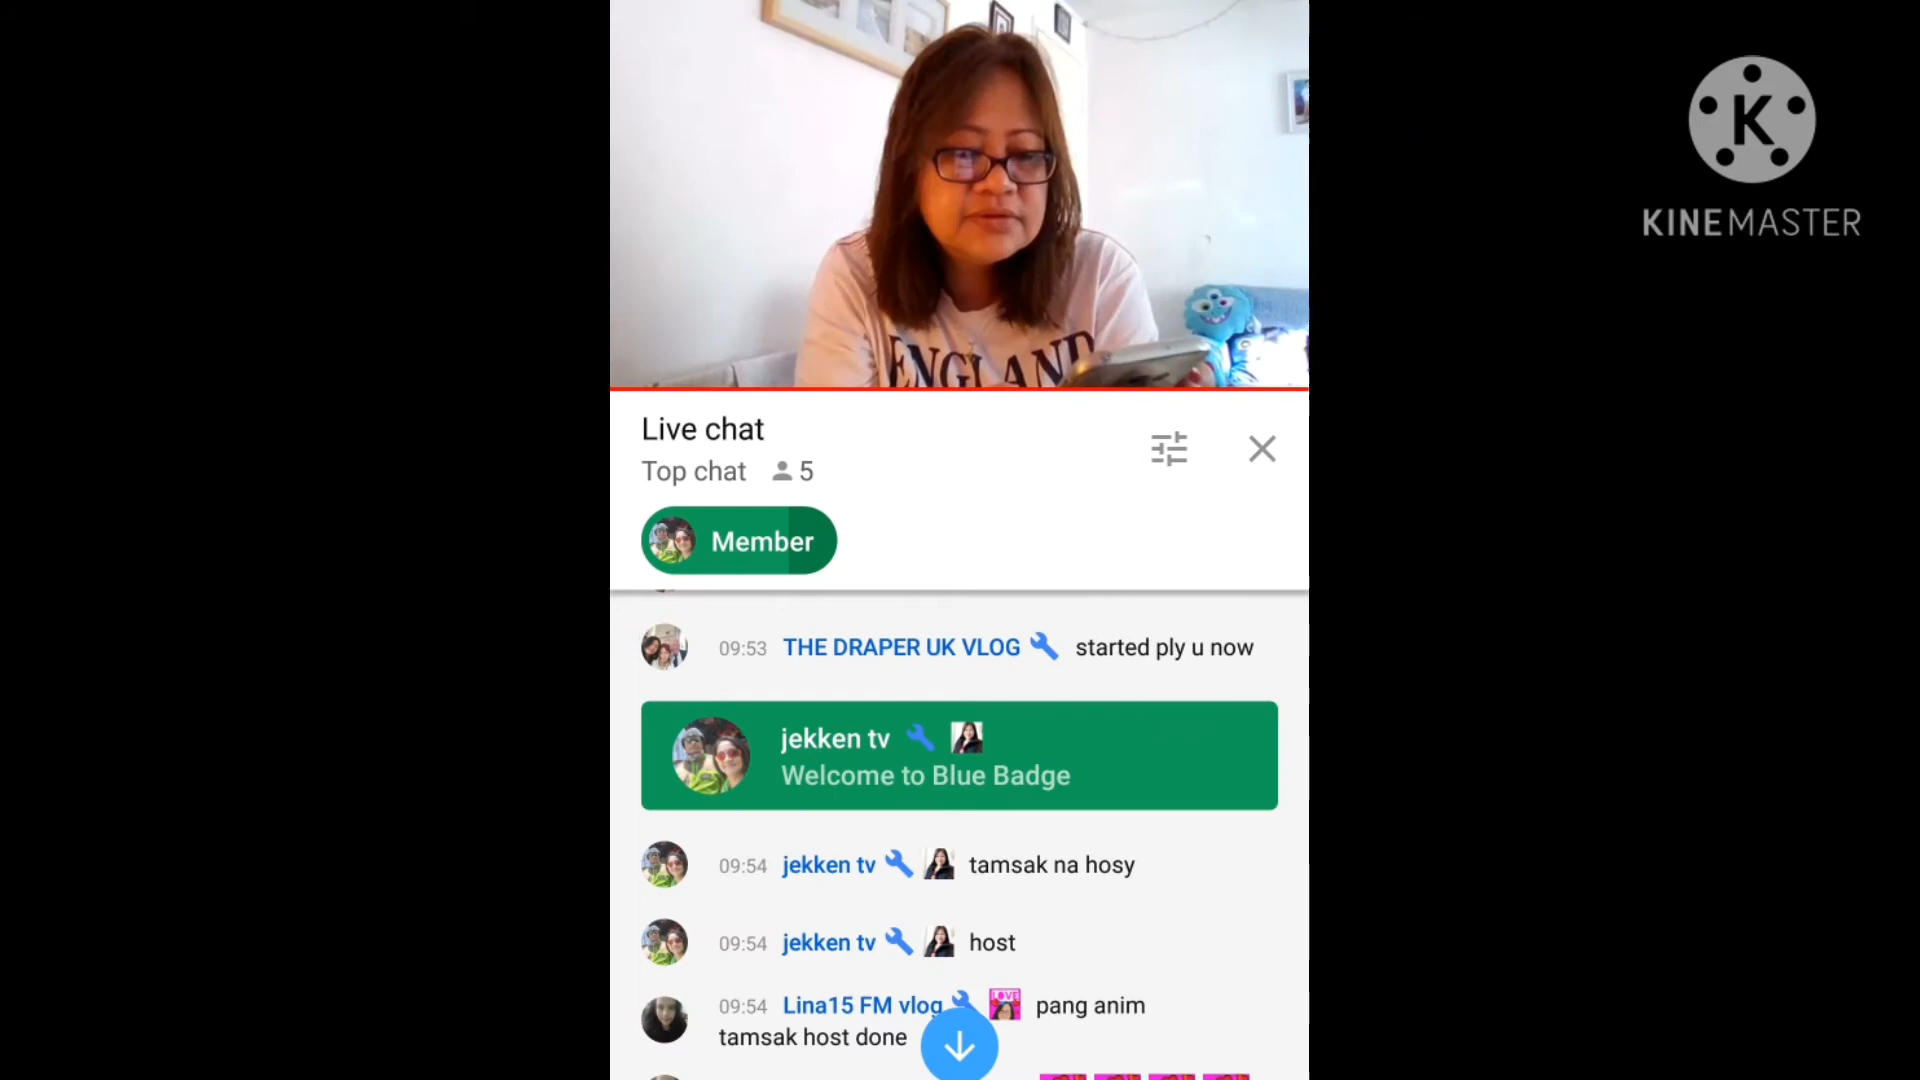 ENGLAND
K
KINEMASTER
Live chat
Top chat 5
Member
09:53 THE DRAPER UK VLOG started ply u now
jekken tv
Welcome to Blue Badge
09:54 jekken tv tamsak na hosy
09:54 jekken tv host
09:54 Lina15 FM vlog LOVE pang anim
tamsak host done